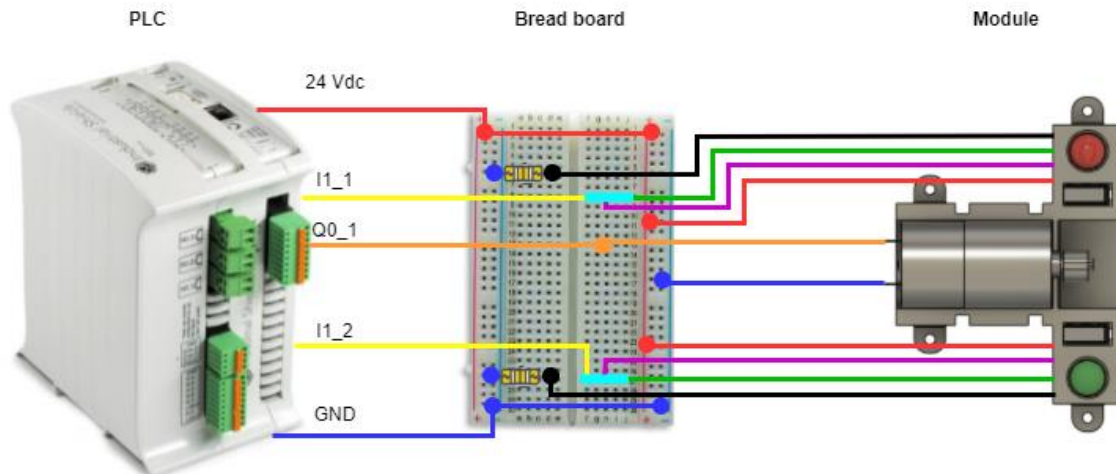 PLC
Bread board
Module
24 Vdc
I1_1
Q0_1
I1_2
GND